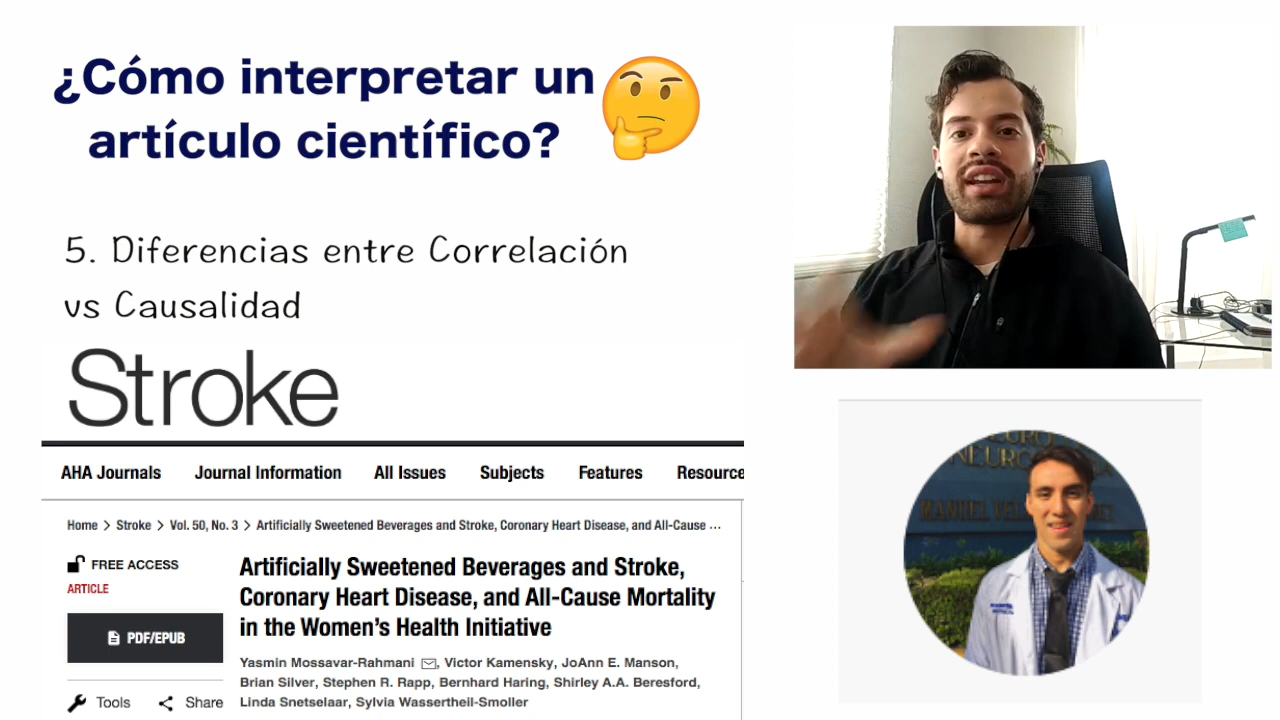 ¿Cómo interpretar un
artículo científico?
5. Diferencias entre Correlación
vs Causalidad
Stroke
AHA Journals Journal Information All Issues Subjects Features Resource
Home > Stroke > Vol. 50, No. 3 > Artificially Sweetened Beverages and Stroke, Coronary Heart Disease, and All-Cause ...
FREE ACCESS
ARTICLE
PDF/EPUB
Tools Share
Artificially Sweetened Beverages and Stroke,
Coronary Heart Disease, and All-Cause Mortality
in the Women's Health Initiative
Yasmin Mossavar-Rahmani, Victor Kamensky, JoAnn E. Manson,
Brian Silver, Stephen R. Rapp, Bernhard Haring, Shirley A.A. Beresford,
Linda Snetselaar, Sylvia Wassertheil-Smoller
MANUEL